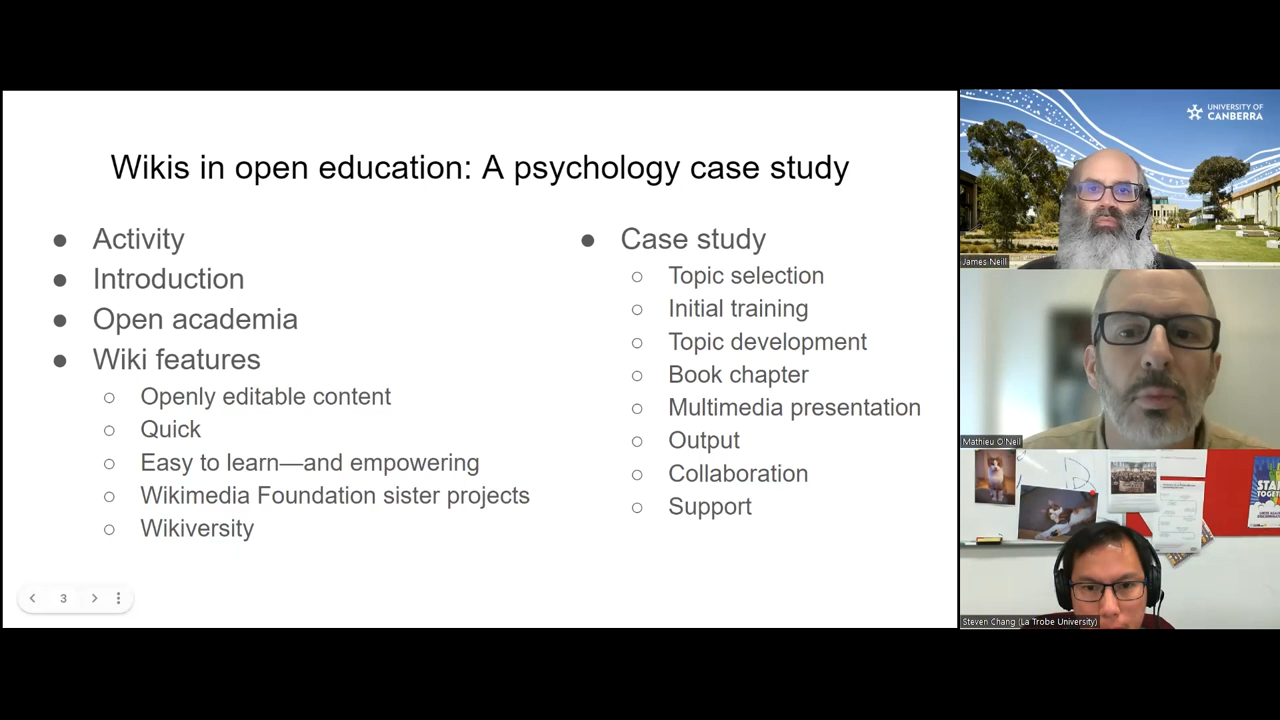 Wikis in open education: A psychology case study
Activity
Introduction
Open academia
Wiki features
Openly editable content
Quick
Easy to learn—and empowering
Wikimedia Foundation sister projects
Wikiversity
Case study
Topic selection
Initial training
Topic development
Book chapter
Multimedia presentation
Output
Collaboration
Support
3
UNIVERSITY OF
CANBERRA
James Neill
Mathieu O'Neil
Steven Chang (La Trobe University)